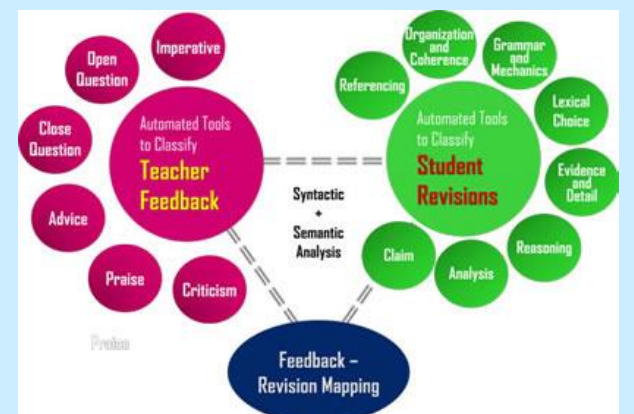 Imperative
Open
Question
Close
Question
Advice
Praise
Criticism
Automated Tools
to Classify
Teacher
Feedback
Praise
Syntactic
+
Semantic
Analysis
Referencing
Organization
and
Coherence
Grammar
and
Mechanics
Lexical
Choice
Evidence
and
Detail
Reasoning
Analysis
Claim
Automated Tools
to Classify
Student
Revisions
Feedback –
Revision Mapping